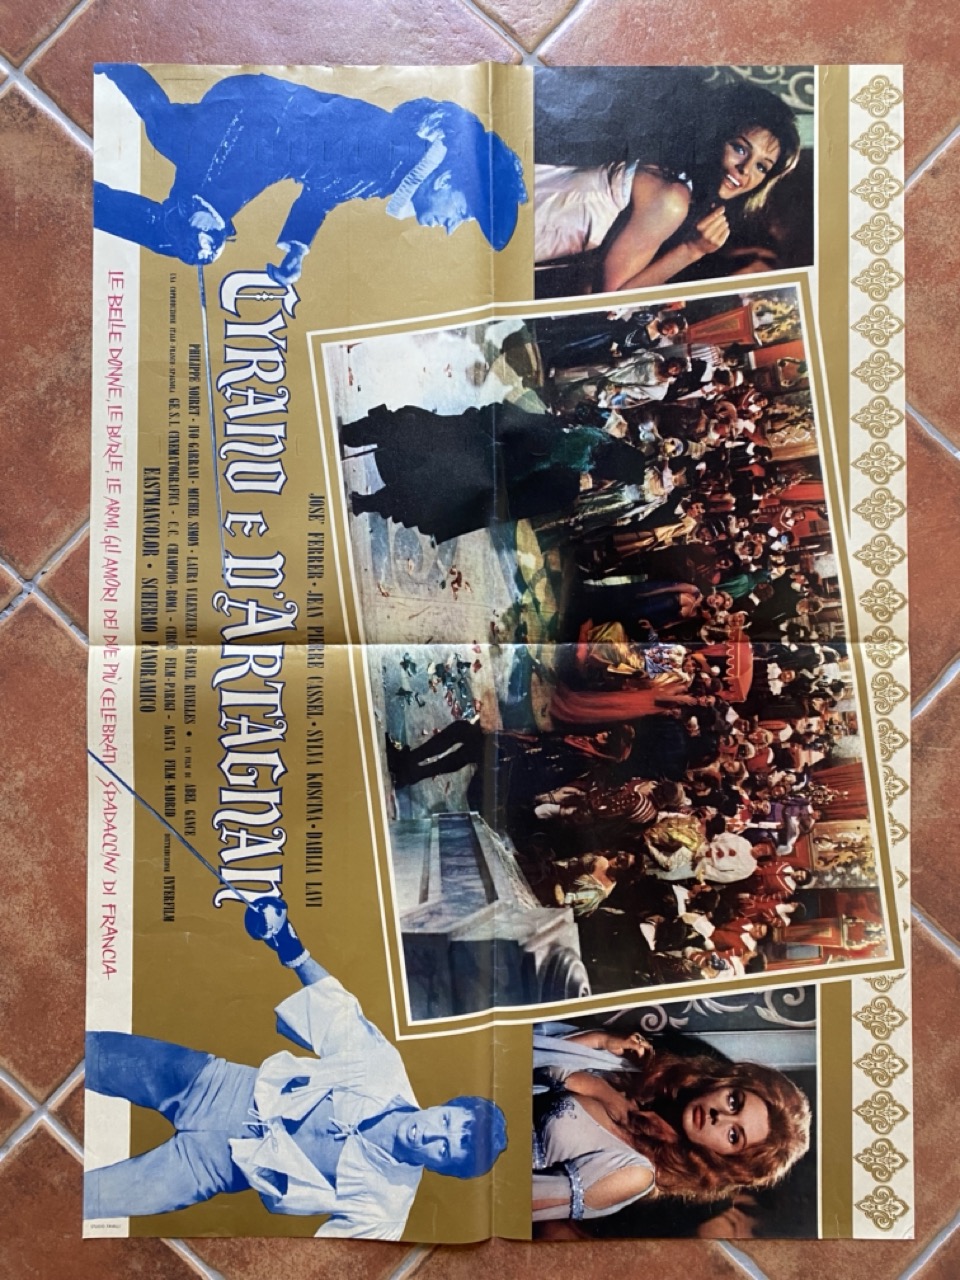 JOSE' FERRER • JEAN PIERRE CASSEL • SYLVA KOSCINA • DAHLIA LAVI
CYRANO E D'ARTAGNAN
PHILIPPE NOIRET - IVO GARRANI - MICHEL SIMON - LAURA VALENZUELA - RAFAEL RIVELLES • UN FILM DI ABEL GANCE
UNA COPRODUZIONE ITALO-FRANCO-SPAGNOLA GE.S.I. CINEMATOGRAFICA - C.C. CHAMPION-ROMA - CIRCE FILM-PARIGI - AGATA FILM-MADRID DISTRIBUZIONE INTERFILM
EASTMANCOLOR • SCHERMO PANORAMICO
LE BELLE DONNE, LE BURLE, LE ARMI, GLI AMORI DEI DUE PIÙ CELEBRATI SPADACCINI DI FRANCIA